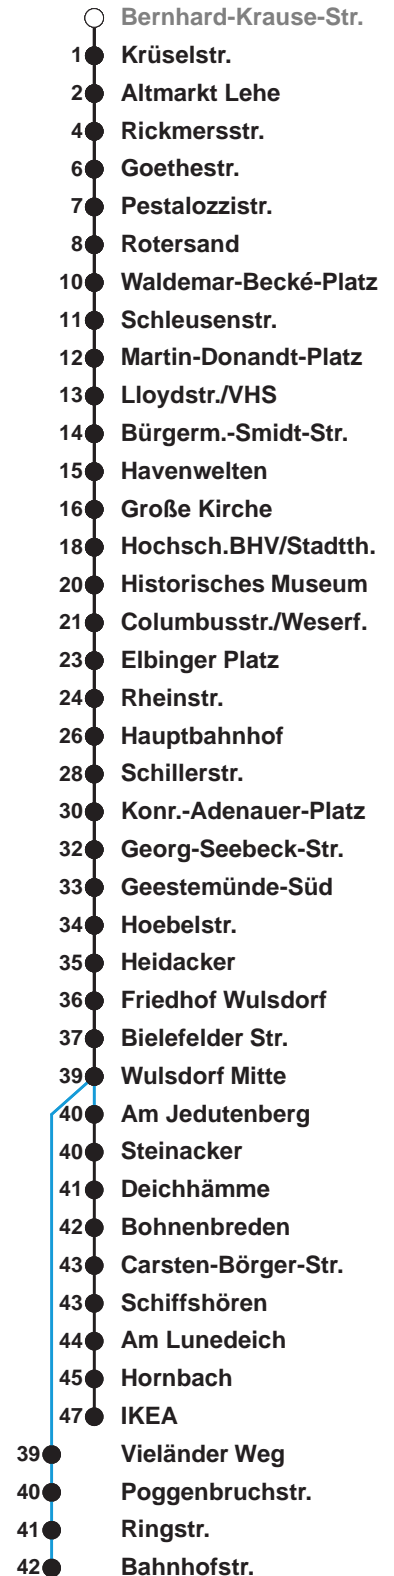 Bernhard-Krause-Str.
1 Krüselstr.
2 Altmarkt Lehe
4 Rickmersstr.
6 Goethestr.
7 Pestalozzistr.
8 Rotersand
10 Waldemar-Becké-Platz
11 Schleusenstr.
12 Martin-Donandt-Platz
13 Lloydstr./VHS
14 Bürgerm.-Smidt-Str.
15 Havenwelten
16 Große Kirche
18 Hochsch.BHV/Stadtth.
20 Historisches Museum
21 Columbusstr./Weserf.
23 Elbinger Platz
24 Rheinstr.
26 Hauptbahnhof
28 Schillerstr.
30 Konr.-Adenauer-Platz
32 Georg-Seebeck-Str.
33 Geestemünde-Süd
34 Hoebelstr.
35 Heidacker
36 Friedhof Wulsdorf
37 Bielefelder Str.
39 Wulsdorf Mitte
40 Am Jedutenberg
40 Steinacker
41 Deichhämme
42 Bohnenbreden
43 Carsten-Börger-Str.
43 Schiffshören
44 Am Lunedeich
45 Hornbach
47 IKEA
39 Vieländer Weg
40 Poggenbruchstr.
41 Ringstr.
42 Bahnhofstr.